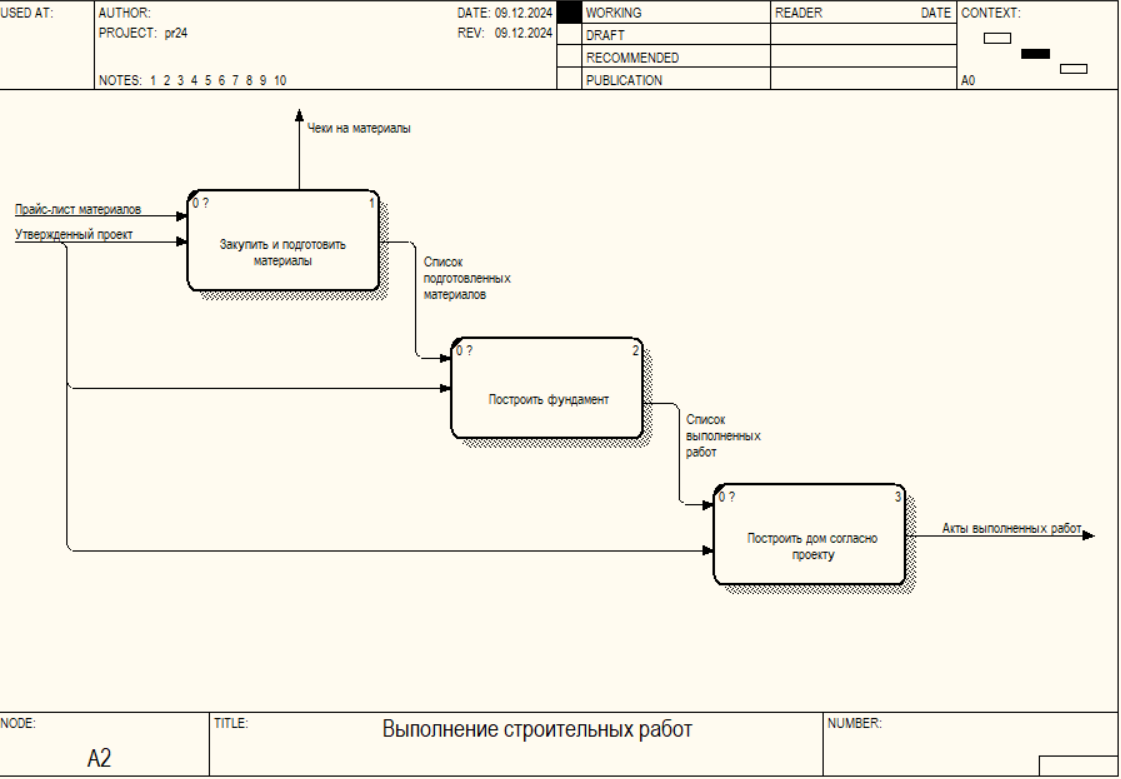 USED AT:
AUTHOR:
DATE: 09.12.2024
WORKING
READER
DATE
CONTEXT:
PROJECT: pr24
REV: 09.12.2024
DRAFT
RECOMMENDED
NOTES: 1 2 3 4 5 6 7 8 9 10
PUBLICATION
A0
Чеки на материалы
Прайс-лист материалов
Утвержденный проект
0 ?
1
Закупить и подготовить
материалы
Список
подготовленных
материалов
0 ?
2
Построить фундамент
Список
выполненных
работ
0 ?
3
Построить дом согласно
проекту
Акты выполненных работ
NODE:
A2
TITLE:
Выполнение строительных работ
NUMBER: